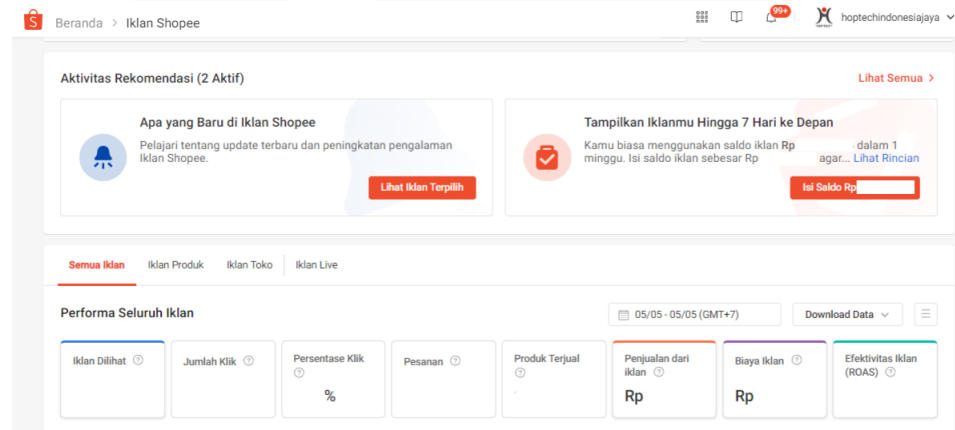 Beranda > Iklan Shopee
99+
hoptechindonesiajaya
Aktivitas Rekomendasi (2 Aktif)
Lihat Semua >
Apa yang Baru di Iklan Shopee
Pelajari tentang update terbaru dan peningkatan pengalaman
Iklan Shopee.
Lihat Iklan Terpilih
Tampilkan Iklanmu Hingga 7 Hari ke Depan
Kamu biasa menggunakan saldo iklan Rp dalam 1
minggu. Isi saldo iklan sebesar Rp agar... Lihat Rincian
Isi Saldo Rp
Semua Iklan
Iklan Produk
Iklan Toko
Iklan Live
Performa Seluruh Iklan
05/05 - 05/05 (GMT+7)
Download Data
Iklan Dilihat
Jumlah Klik
Persentase Klik
%
Pesanan
Produk Terjual
Penjualan dari
iklan
Rp
Biaya Iklan
Rp
Efektivitas Iklan
(ROAS)